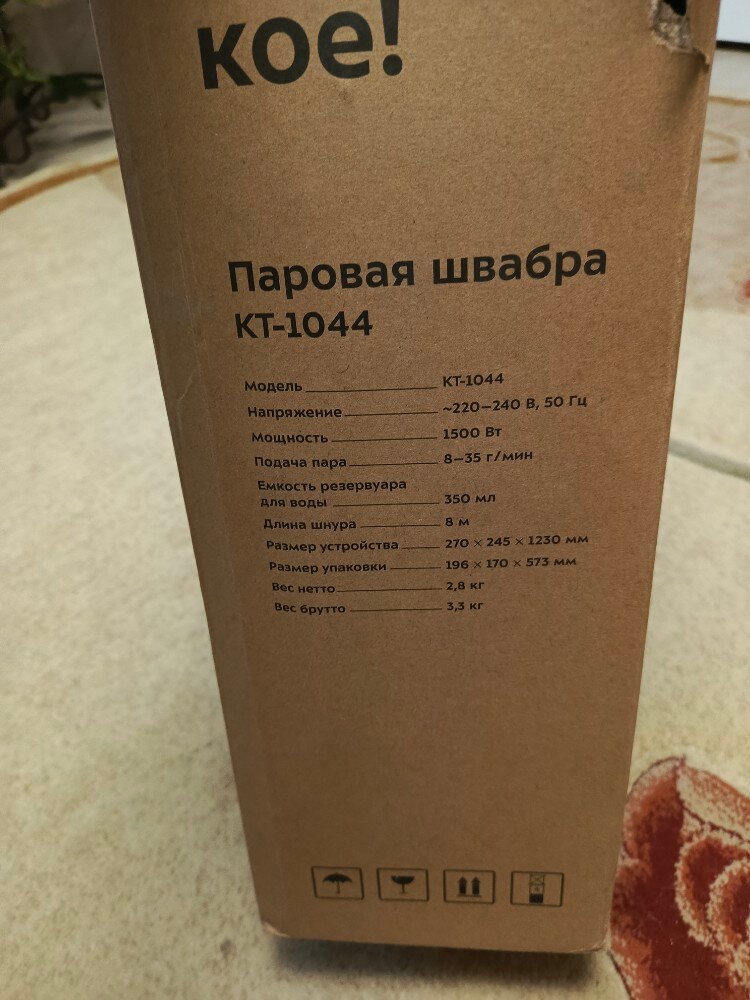 кое!
Паровая швабра
КТ-1044
Модель КТ-1044
Напряжение ~220–240 В, 50 Гц
Мощность 1500 Вт
Подача пара 8–35 г/мин
Емкость резервуара
для воды 350 мл
Длина шнура 8 м
Размер устройства 270 × 245 × 1230 мм
Размер упаковки 196 × 170 × 573 мм
Вес нетто 2,8 кг
Вес брутто 3,3 кг